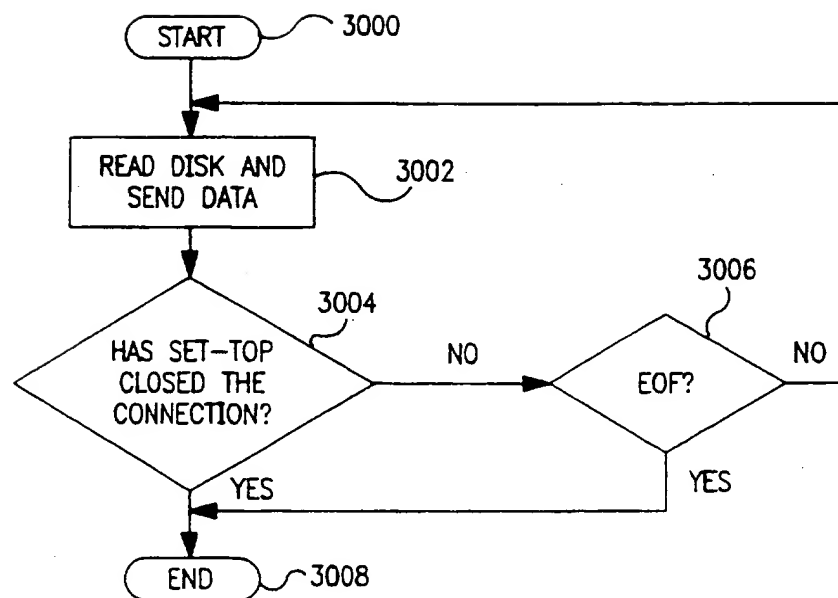 START
3000
READ DISK AND
SEND DATA
3002
HAS SET-TOP
CLOSED THE
CONNECTION?
3004
NO
EOF?
3006
NO
YES
YES
END
3008